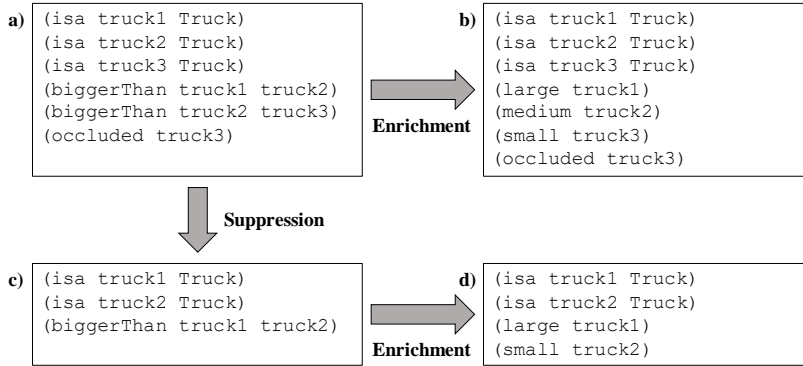 a)
(isa truck1 Truck)
(isa truck2 Truck)
(isa truck3 Truck)
(biggerThan truck1 truck2)
(biggerThan truck2 truck3)
(occluded truck3)
Enrichment
b)
(isa truck1 Truck)
(isa truck2 Truck)
(isa truck3 Truck)
(large truck1)
(medium truck2)
(small truck3)
(occluded truck3)
Suppression
c)
(isa truck1 Truck)
(isa truck2 Truck)
(biggerThan truck1 truck2)
Enrichment
d)
(isa truck1 Truck)
(isa truck2 Truck)
(large truck1)
(small truck2)